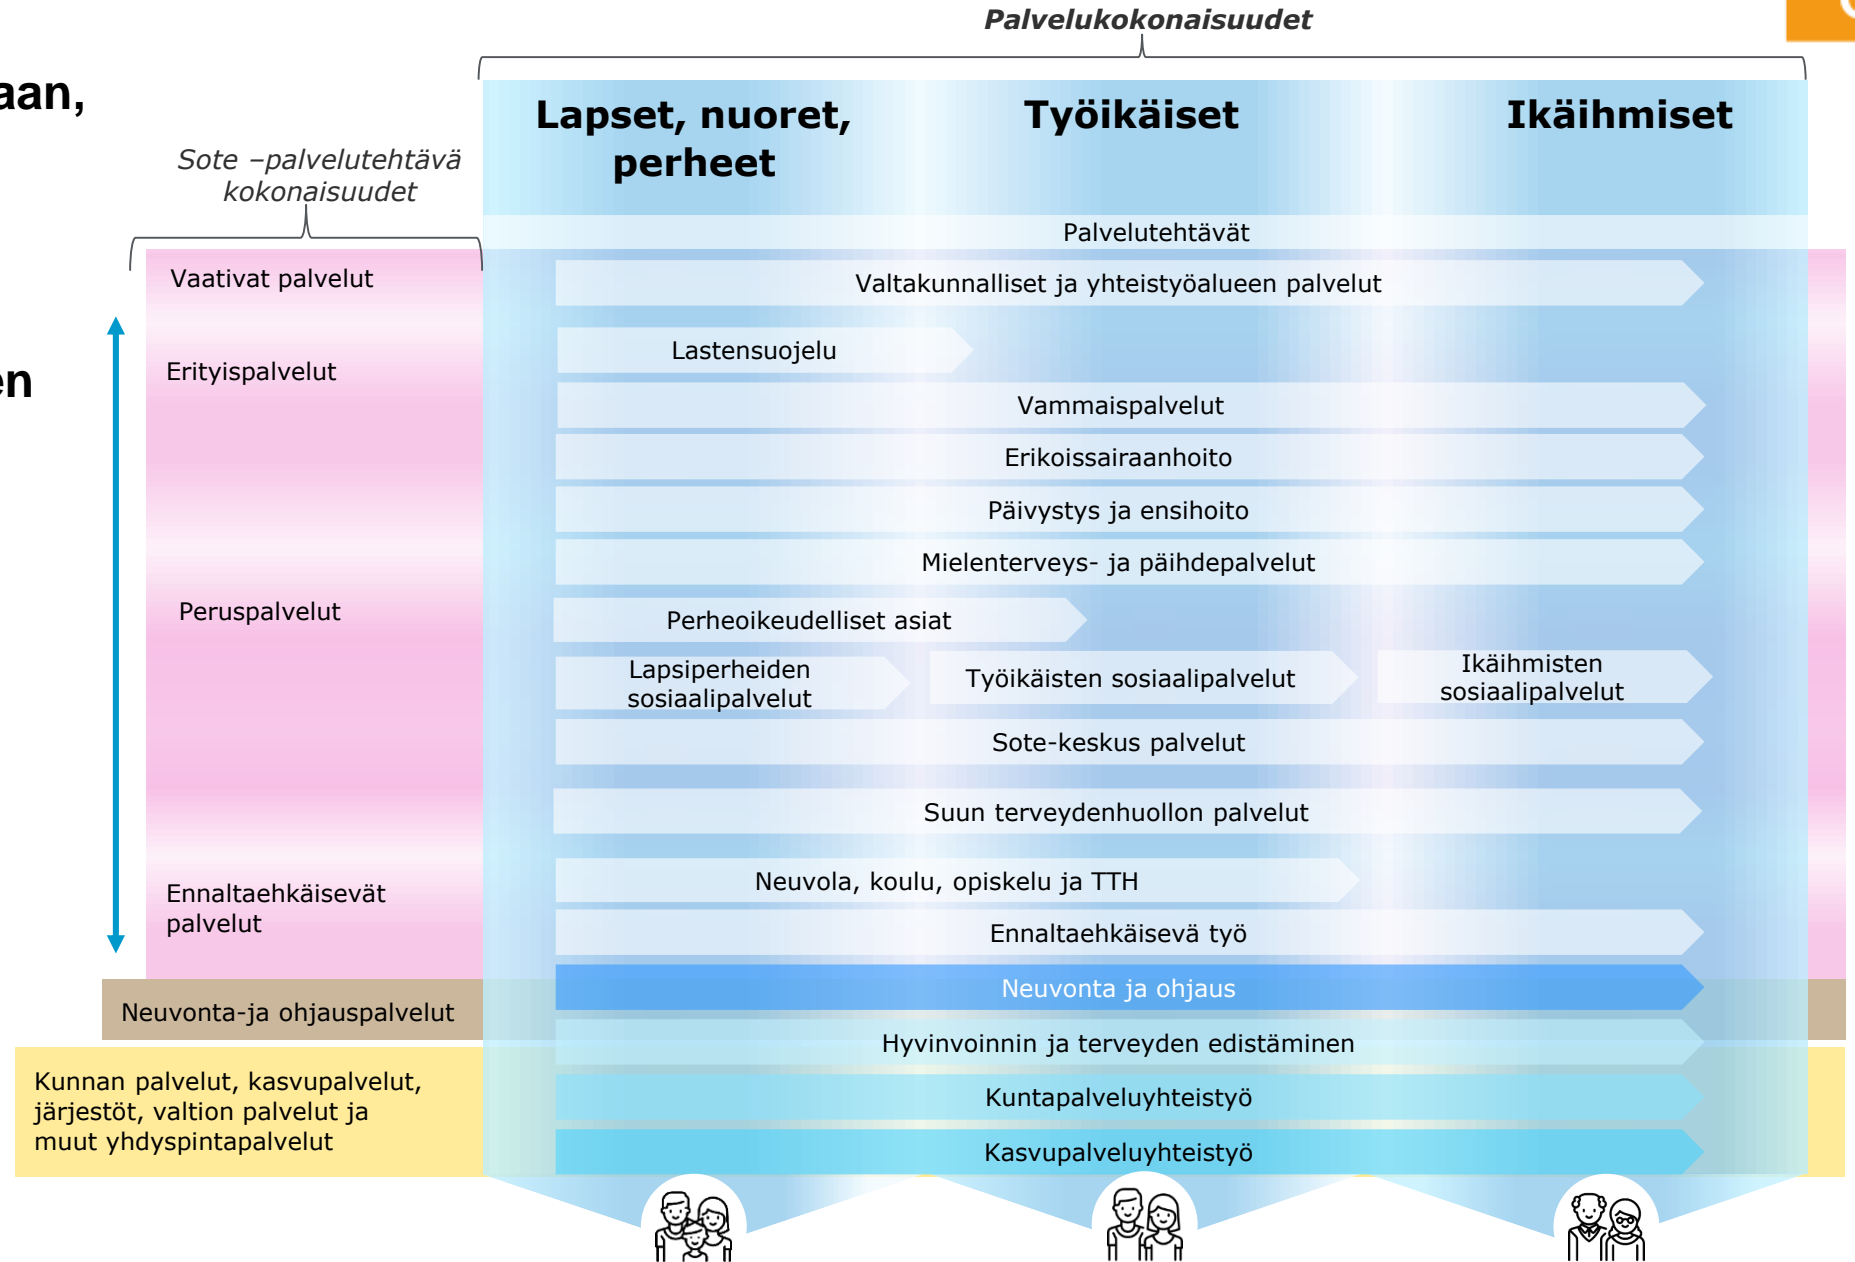 Palvelukokonaisuudet
aan,
en
Sote –palvelutehtävä
kokonaisuudet
Lapset, nuoret,
perheet
Työikäiset
Ikäihmiset
Palvelutehtävät
Vaativat palvelut
Valtakunnalliset ja yhteistyöalueen palvelut
Erityispalvelut
Lastensuojelu
Vammaispalvelut
Erikoissairaanhoito
Päivystys ja ensihoito
Mielenterveys- ja päihdepalvelut
Peruspalvelut
Perheoikeudelliset asiat
Lapsiperheiden
sosiaalipalvelut
Työikäisten sosiaalipalvelut
Ikäihmisten
sosiaalipalvelut
Sote-keskus palvelut
Suun terveydenhuollon palvelut
Ennaltaehkäisevät
palvelut
Neuvola, koulu, opiskelu ja TTH
Ennaltaehkäisevä työ
Neuvonta-ja ohjauspalvelut
Neuvonta ja ohjaus
Hyvinvoinnin ja terveyden edistäminen
Kunnan palvelut, kasvupalvelut,
järjestöt, valtion palvelut ja
muut yhdyspintapalvelut
Kuntapalveluyhteistyö
Kasvupalveluyhteistyö